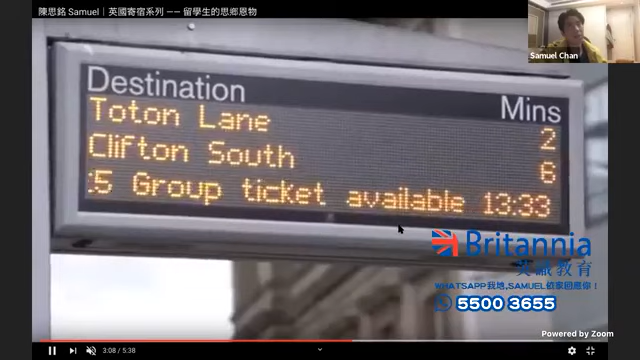 陳思銘 Samuel｜英國寄宿系列 —— 留學生的思鄉恩物
Samuel Chan
Destination Mins
Toton Lane 2
Clifton South 6
:5 Group ticket available 13:33
Britannia
英識教育
WHATSAPP我地,SAMUEL依家回應你！
5500 3655
Powered by Zoom
3:08 / 5:38